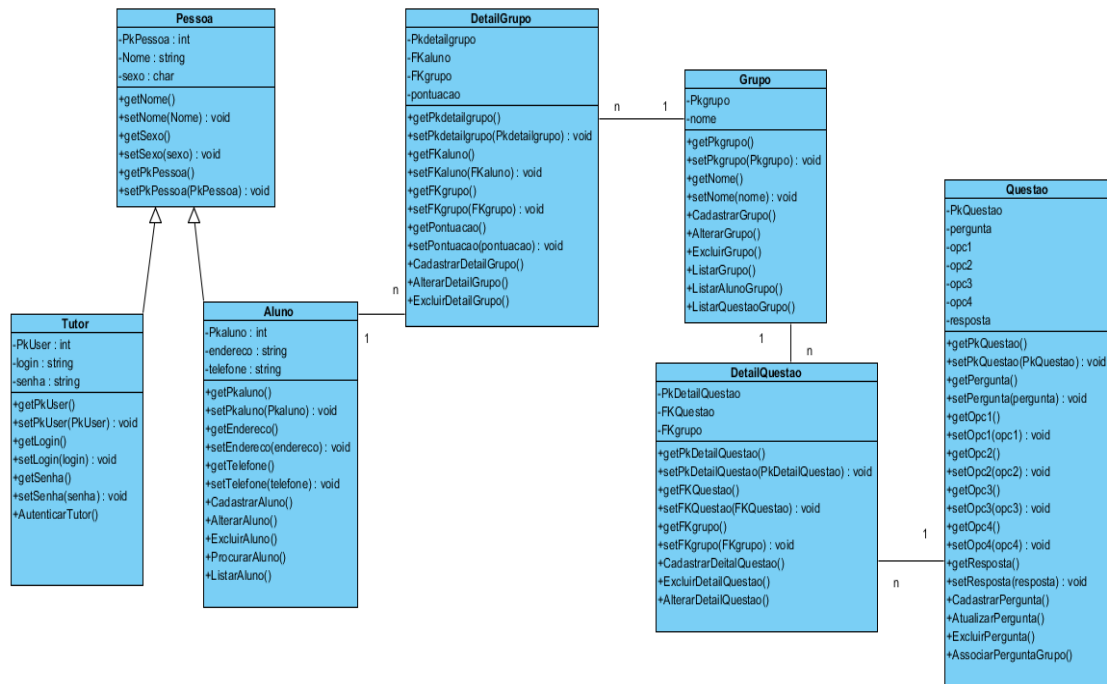 Pessoa
-PkPessoa : int
-Nome : string
-sexo : char
+getNome()
+setNome(Nome) : void
+getSexo()
+setSexo(sexo) : void
+getPkPessoa()
+setPkPessoa(PkPessoa) : void
DetailGrupo
-Pkdetailgrupo
-FKaluno
-FKgrupo
-pontuacao
+getPkdetailgrupo()
+setPkdetailgrupo(Pkdetailgrupo) : void
+getFKaluno()
+setFKaluno(FKaluno) : void
+getFKgrupo()
+setFKgrupo(FKgrupo) : void
+getPontuacao()
+setPontuacao(pontuacao) : void
+CadastrarDetailGrupo()
+AlterarDetailGrupo()
+ExcluirDetailGrupo()
n
1
Grupo
-Pkgrupo
-nome
+getPkgrupo()
+setPkgrupo(Pkgrupo) : void
+getNome()
+setNome(nome) : void
+CadastrarGrupo()
+AlterarGrupo()
+ExcluirGrupo()
+ListarGrupo()
+ListarAlunoGrupo()
+ListarQuestaoGrupo()
Questao
-PkQuestao
-pergunta
-opc1
-opc2
-opc3
-opc4
-resposta
+getPkQuestao()
+setPkQuestao(PkQuestao) : void
+getPergunta()
+setPergunta(pergunta) : void
+getOpc1()
+setOpc1(opc1) : void
+getOpc2()
+setOpc2(opc2) : void
+getOpc3()
+setOpc3(opc3) : void
+getOpc4()
+setOpc4(opc4) : void
+getResposta()
+setResposta(resposta) : void
+CadastrarPergunta()
+AtualizarPergunta()
+ExcluirPergunta()
+AssociarPerguntaGrupo()
Tutor
-PkUser : int
-login : string
-senha : string
+getPkUser()
+setPkUser(PkUser) : void
+getLogin()
+setLogin(login) : void
+getSenha()
+setSenha(senha) : void
+AutenticarTutor()
Aluno
-Pkaluno : int
-endereco : string
-telefone : string
+getPkaluno()
+setPkaluno(Pkaluno) : void
+getEndereco()
+setEndereco(endereco) : void
+getTelefone()
+setTelefone(telefone) : void
+CadastrarAluno()
+AlterarAluno()
+ExcluirAluno()
+ProcurarAluno()
+ListarAluno()
n
1
1
n
DetailQuestao
-PkDetailQuestao
-FKQuestao
-FKgrupo
+getPkDetailQuestao()
+setPkDetailQuestao(PkDetailQuestao) : void
+getFKQuestao()
+setFKQuestao(FKQuestao) : void
+getFKgrupo()
+setFKgrupo(FKgrupo) : void
+CadastrarDeitalQuestao()
+ExcluirDetailQuestao()
+AlterarDetailQuestao()
1
n